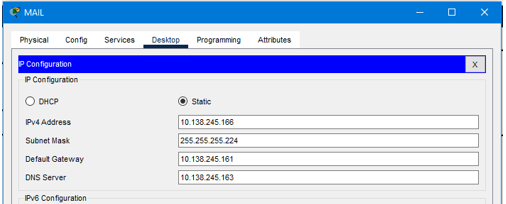 MAIL
Physical Config Services Desktop Programming Attributes
IP Configuration X
IP Configuration
DHCP Static
IPv4 Address 10.138.245.166
Subnet Mask 255.255.255.224
Default Gateway 10.138.245.161
DNS Server 10.138.245.163
IPv6 Configuration